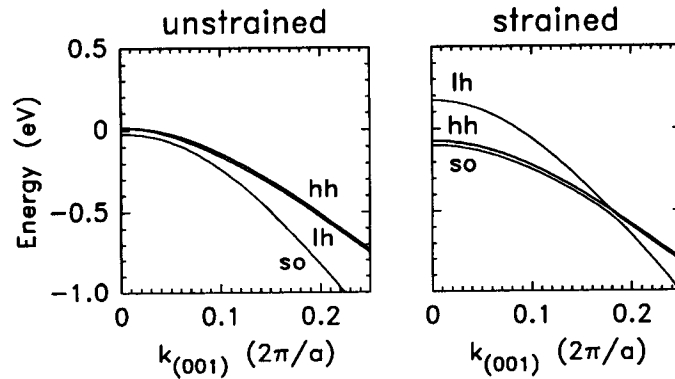 unstrained
strained
0.5
0
−0.5
−1.0
Energy (eV)
hh
lh
so
0
0.1
0.2
k(001) (2π/a)
lh
hh
so
0
0.1
0.2
k(001) (2π/a)